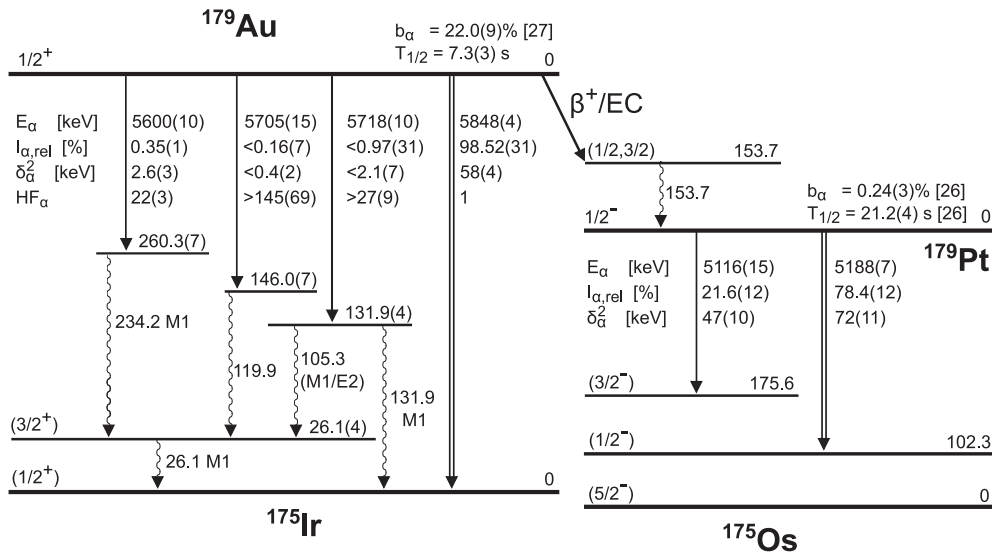 179Au
bα = 22.0(9)% [27]
T1/2 = 7.3(3) s
1/2+ 0
β+/EC
Eα [keV] 5600(10) 5705(15) 5718(10) 5848(4)
Iα,rel [%] 0.35(1) <0.16(7) <0.97(31) 98.52(31)
δ2α [keV] 2.6(3) <0.4(2) <2.1(7) 58(4)
HFα 22(3) >145(69) >27(9) 1
260.3(7)
146.0(7)
131.9(4)
234.2 M1
119.9
105.3
(M1/E2)
131.9
M1
(3/2+) 26.1(4)
26.1 M1
(1/2+) 0
175Ir
(1/2,3/2) 153.7
153.7
bα = 0.24(3)% [26]
T1/2 = 21.2(4) s [26]
1/2- 0
179Pt
Eα [keV] 5116(15) 5188(7)
Iα,rel [%] 21.6(12) 78.4(12)
δ2α [keV] 47(10) 72(11)
(3/2-) 175.6
(1/2-) 102.3
(5/2-) 0
175Os